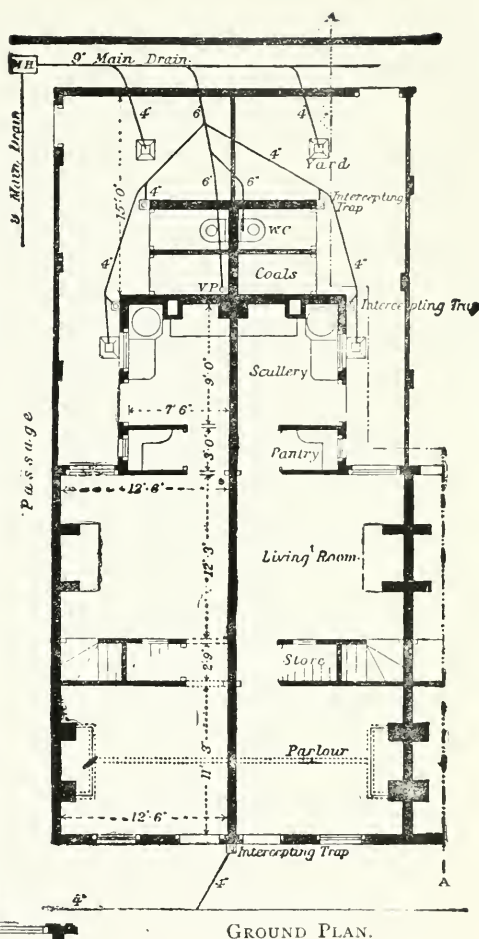 A
MH
9" Main Drain.
9 Main Drain
4"
6"
4"
4"
Yard
4"
15'.0"
6"
6"
4"
4"
Intercepting
Trap
WC
4"
4"
Coals
VP
Intercepting Trap
9'.0"
Scullery
7'6"
3'.0"
Pantry
Passage
12'.6"
12'.3"
Living Room
2'.9"
Store
11'.3"
Parlour
12'.6"
Intercepting Trap
4"
4"
A
GROUND PLAN.